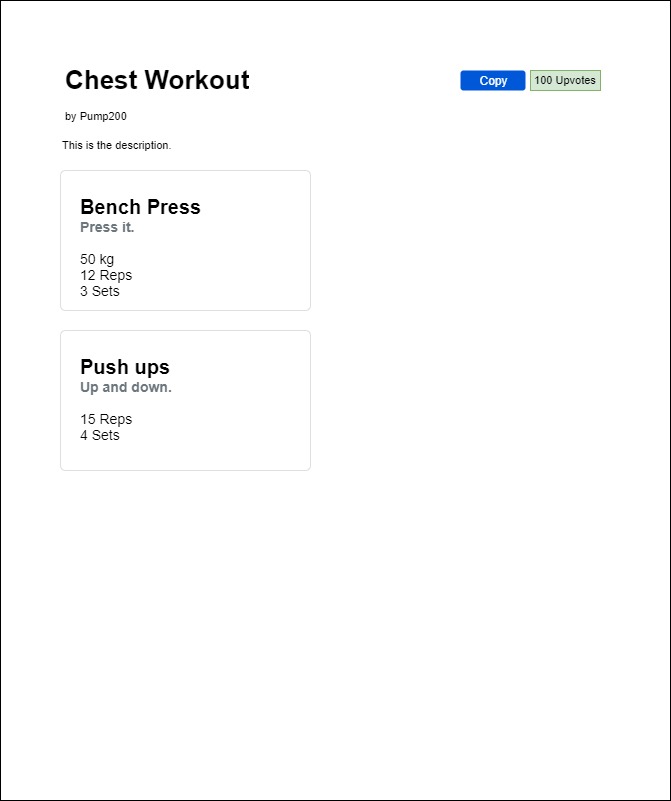 Chest Workout
Copy
100 Upvotes
by Pump200
This is the description.
Bench Press
Press it.
50 kg
12 Reps
3 Sets
Push ups
Up and down.
15 Reps
4 Sets